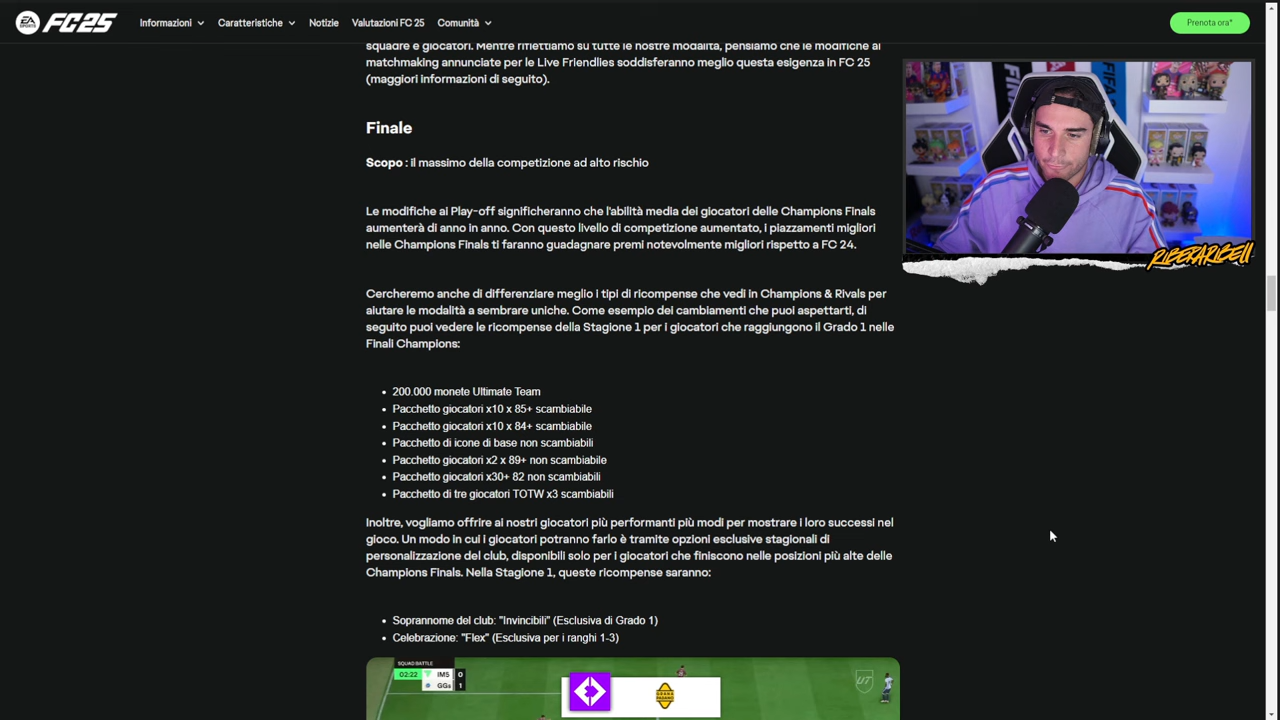 EA SPORTS FC25 Informazioni Caratteristiche Notizie Valutazioni FC 25 Comunità Prenota ora*
squadre e giocatori. Mentre riflettiamo su tutte le nostre modalità, pensiamo che le modifiche al
matchmaking annunciate per le Live Friendlies soddisferanno meglio questa esigenza in FC 25
(maggiori informazioni di seguito).
Finale
Scopo : il massimo della competizione ad alto rischio
Le modifiche ai Play-off significheranno che l'abilità media dei giocatori delle Champions Finals
aumenterà di anno in anno. Con questo livello di competizione aumentato, i piazzamenti migliori
nelle Champions Finals ti faranno guadagnare premi notevolmente migliori rispetto a FC 24.
Cercheremo anche di differenziare meglio i tipi di ricompense che vedi in Champions & Rivals per
aiutare le modalità a sembrare uniche. Come esempio dei cambiamenti che puoi aspettarti, di
seguito puoi vedere le ricompense della Stagione 1 per i giocatori che raggiungono il Grado 1 nelle
Finali Champions:
• 200.000 monete Ultimate Team
• Pacchetto giocatori x10 x 85+ scambiabile
• Pacchetto giocatori x10 x 84+ scambiabile
• Pacchetto di icone di base non scambiabili
• Pacchetto giocatori x2 x 89+ non scambiabile
• Pacchetto giocatori x30+ 82 non scambiabili
• Pacchetto di tre giocatori TOTW x3 scambiabili
Inoltre, vogliamo offrire ai nostri giocatori più performanti più modi per mostrare i loro successi nel
gioco. Un modo in cui i giocatori potranno farlo è tramite opzioni esclusive stagionali di
personalizzazione del club, disponibili solo per i giocatori che finiscono nelle posizioni più alte delle
Champions Finals. Nella Stagione 1, queste ricompense saranno:
• Soprannome del club: "Invincibili" (Esclusiva di Grado 1)
• Celebrazione: "Flex" (Esclusiva per i ranghi 1-3)
SQUAD BATTLE
02:22 IMS 0
GGs 1
UT
GRANA
PADANO
RIBERARIBELL